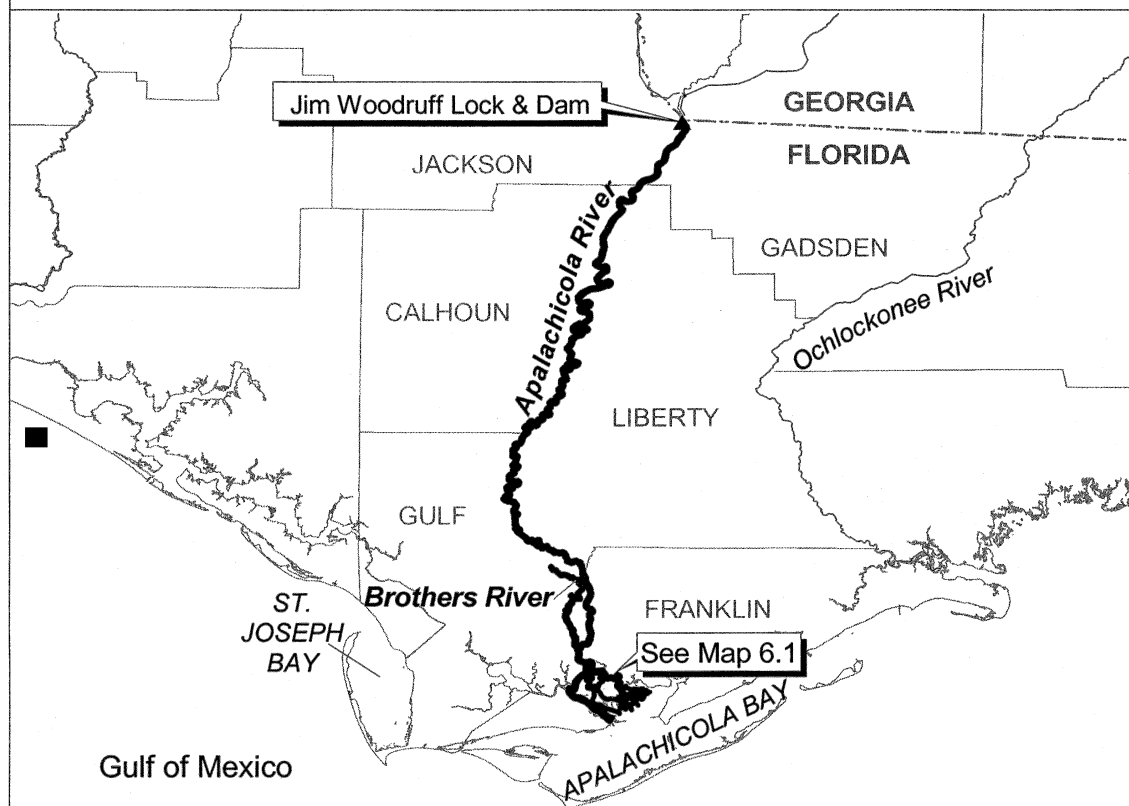 GEORGIA
Jim Woodruff Lock & Dam
FLORIDA
JACKSON
Apalachicola River
GADSDEN
CALHOUN
Ochlockonee River
LIBERTY
GULF
Brothers River
FRANKLIN
ST.
JOSEPH
BAY
See Map 6.1
APALACHICOLA BAY
Gulf of Mexico